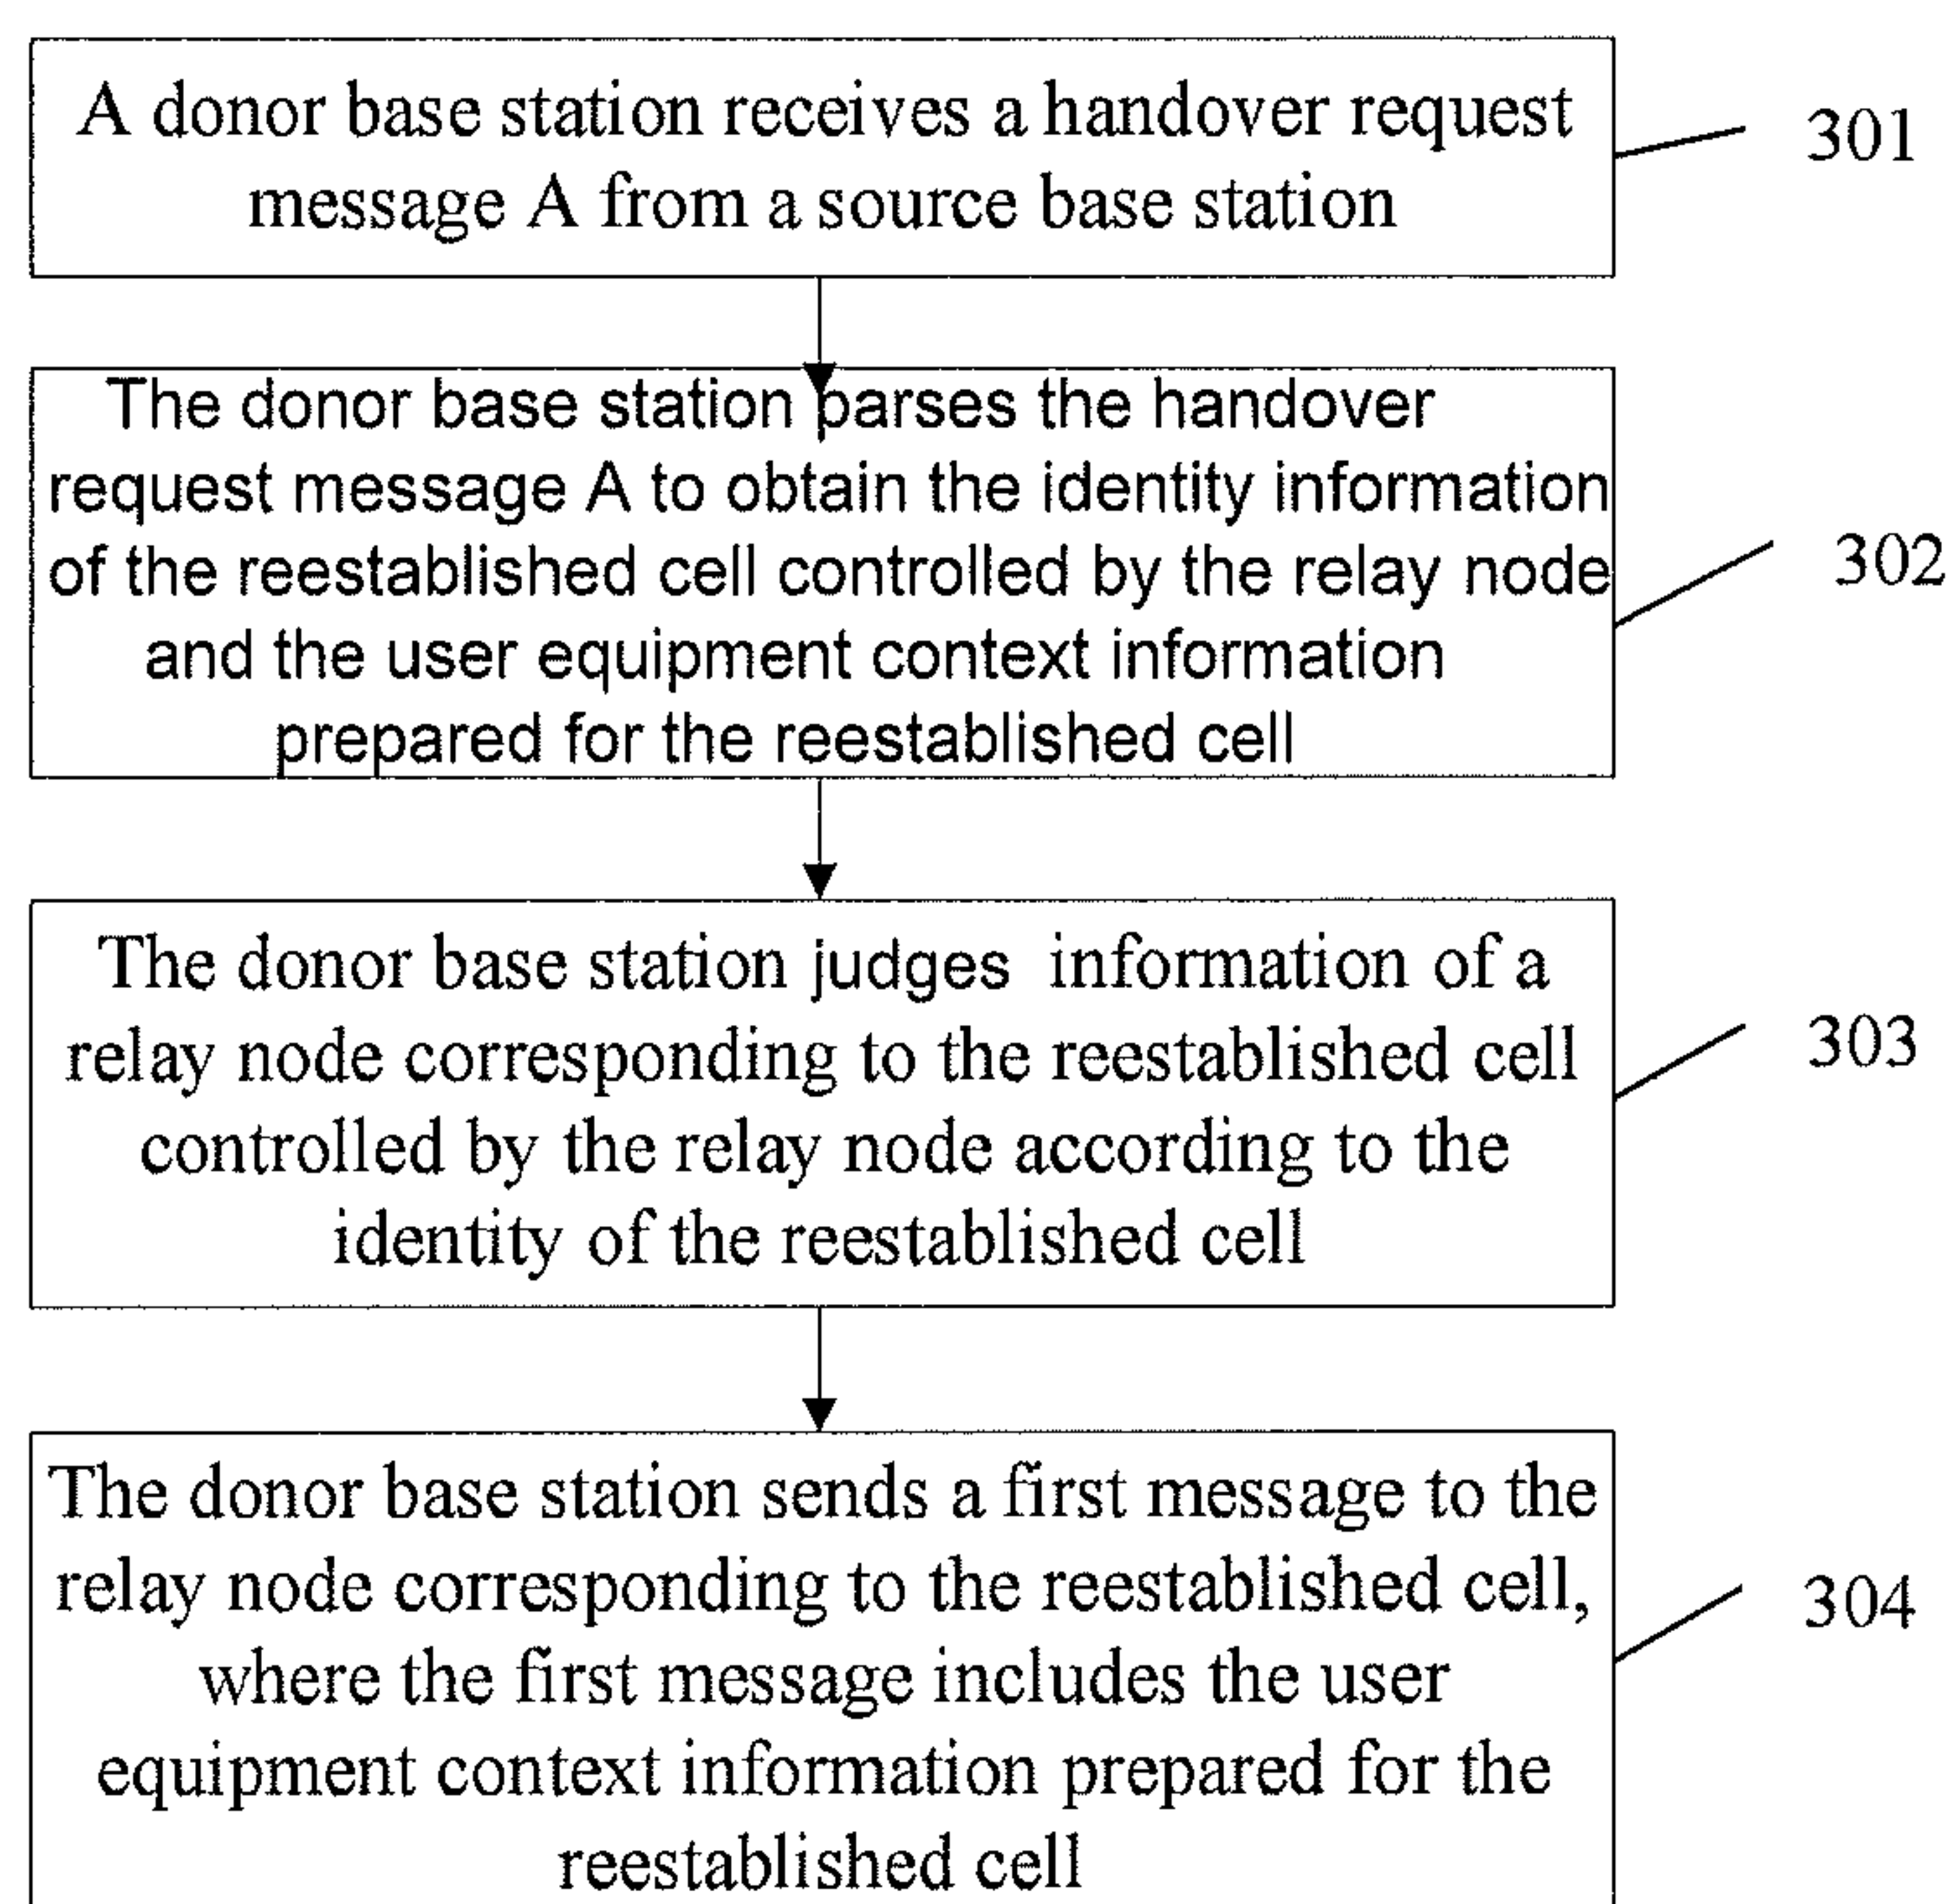 A donor base station receives a handover request
message A from a source base station
301
The donor base station parses the handover
request message A to obtain the identity information
of the reestablished cell controlled by the relay node
and the user equipment context information
prepared for the reestablished cell
302
The donor base station judges information of a
relay node corresponding to the reestablished cell
controlled by the relay node according to the
identity of the reestablished cell
303
The donor base station sends a first message to the
relay node corresponding to the reestablished cell,
where the first message includes the user
equipment context information prepared for the
reestablished cell
304